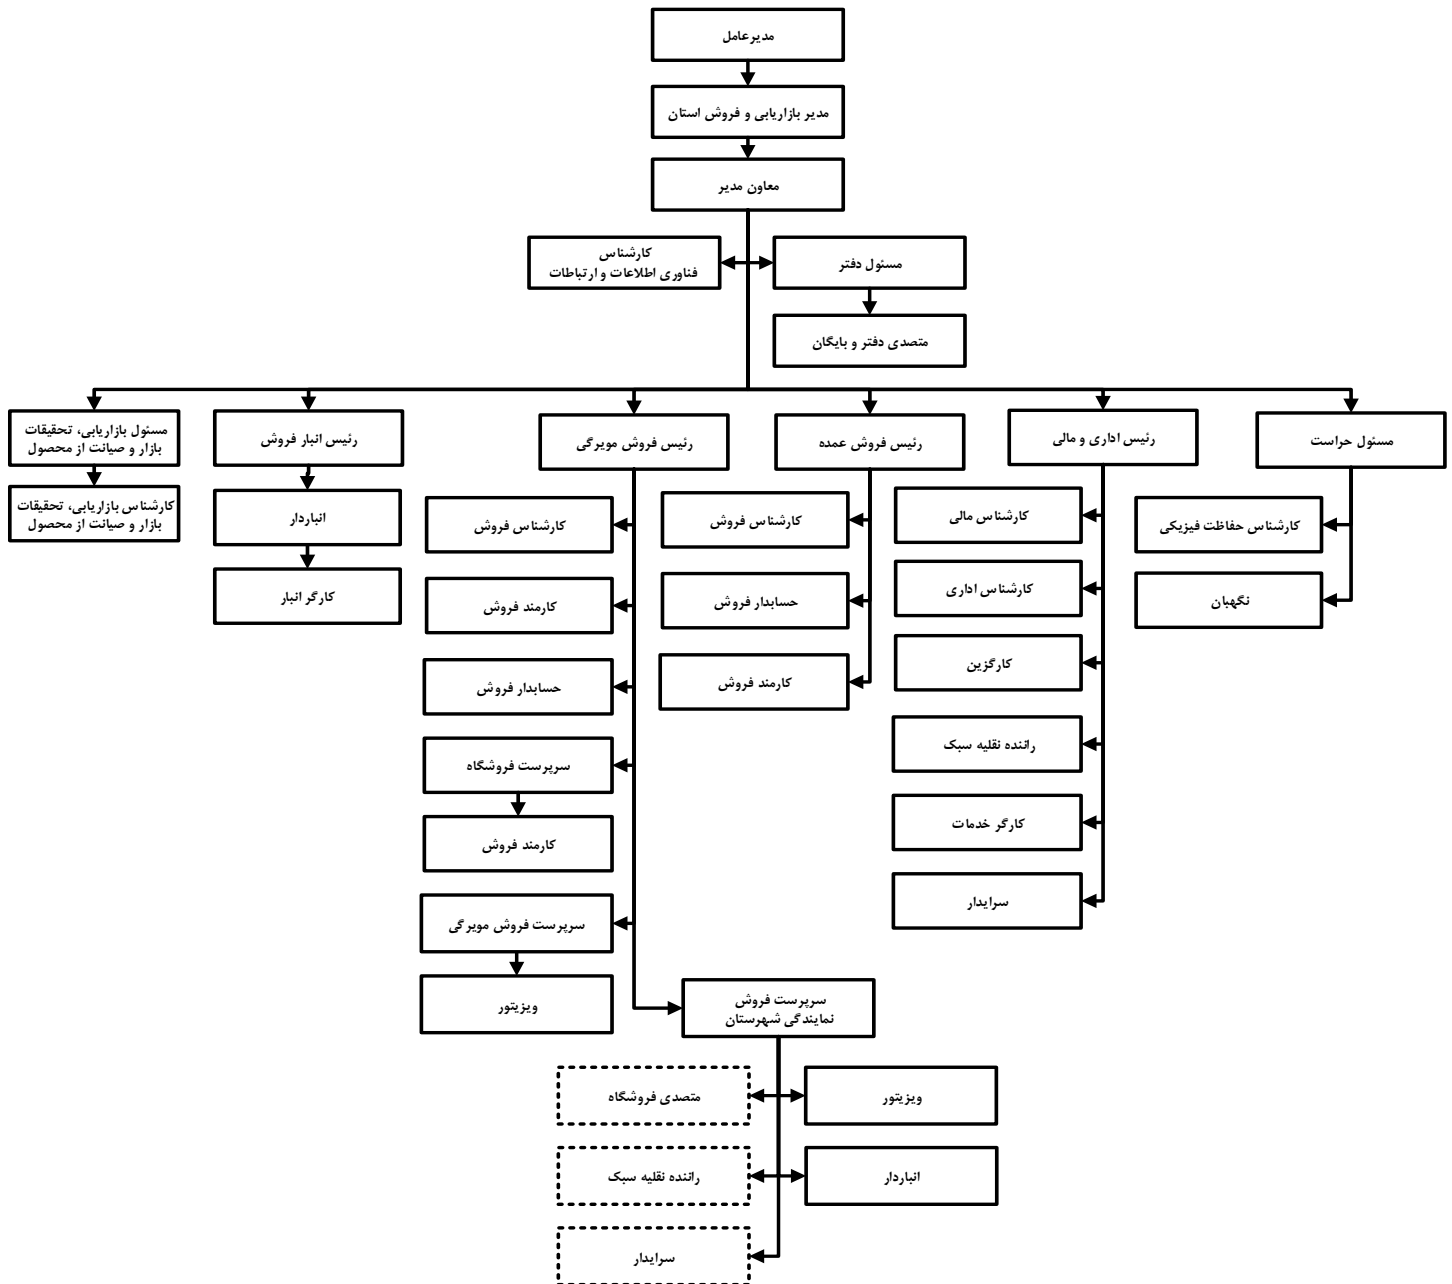 مدیرعامل
مدیر بازاریابی و فروش استان
معاون مدیر
مسئول دفتر
کارشناس
فناوری اطلاعات و ارتباطات
متصدی دفتر و بایگان
مسئول حراست
کارشناس حفاظت فیزیکی
نگهبان
رئیس اداری و مالی
کارشناس مالی
کارشناس اداری
کارگزین
راننده نقلیه سبک
کارگر خدمات
سرایدار
رئیس فروش عمده
کارشناس فروش
حسابدار فروش
کارمند فروش
رئیس فروش مویرگی
کارشناس فروش
کارمند فروش
حسابدار فروش
سرپرست فروشگاه
کارمند فروش
سرپرست فروش مویرگی
ویزیتور
سرپرست فروش
نمایندگی شهرستان
ویزیتور
متصدی فروشگاه
انباردار
راننده نقلیه سبک
سرایدار
رئیس انبار فروش
انباردار
کارگر انبار
مسئول بازاریابی، تحقیقات
بازار و صیانت از محصول
کارشناس بازاریابی، تحقیقات
بازار و صیانت از محصول